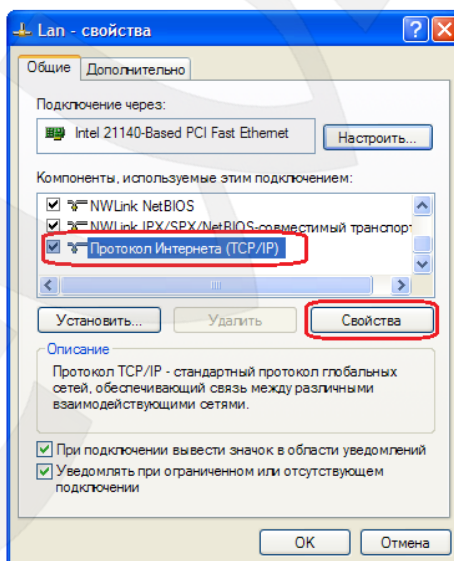 Lan - свойства
Общие
Дополнительно
Подключение через:
Intel 21140-Based PCI Fast Ethernet
Настроить...
Компоненты, используемые этим подключением:
NWLink NetBIOS
NWLink IPX/SPX/NetBIOS-совместимый транспорт
Протокол Интернета (TCP/IP)
Установить...
Удалить
Свойства
Описание
Протокол TCP/IP - стандартный протокол глобальных
сетей, обеспечивающий связь между различными
взаимодействующими сетями.
При подключении вывести значок в области уведомлений
Уведомлять при ограниченном или отсутствующем
подключении
OK
Отмена